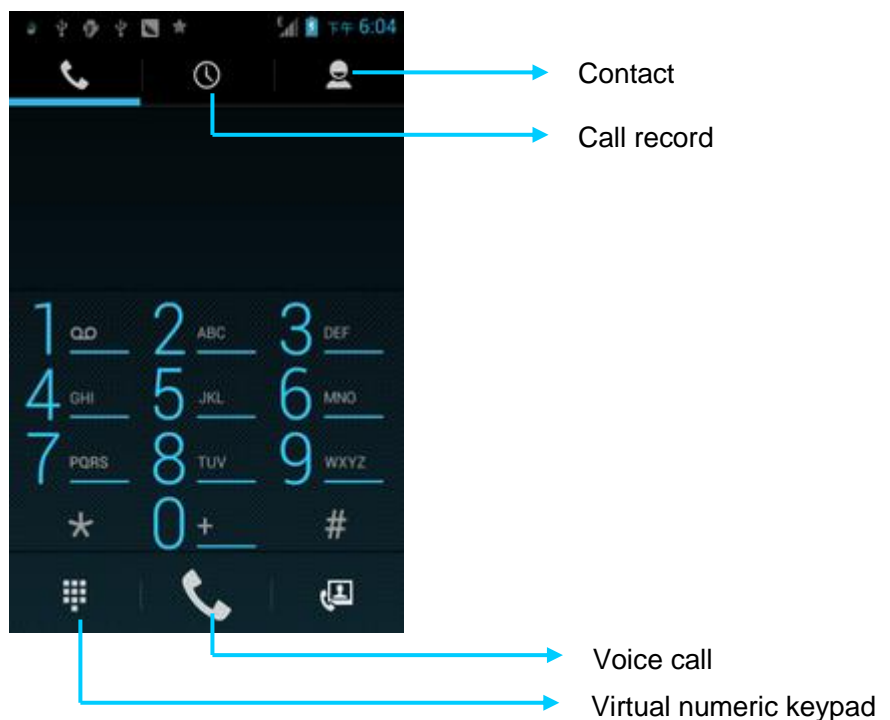 下午 6:04
Contact
Call record
1 2 ABC 3 DEF
4 GHI 5 JKL 6 MNO
7 PQRS 8 TUV 9 WXYZ
* 0 + #
Voice call
Virtual numeric keypad